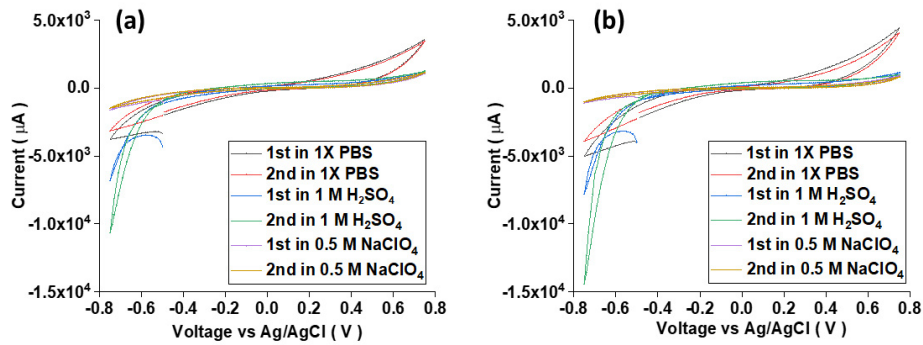 (a)
5.0x10³
0.0
-5.0x10³
-1.0x10⁴
-1.5x10⁴
Current ( µA)
1st in 1X PBS
2nd in 1X PBS
1st in 1 M H₂SO₄
2nd in 1 M H₂SO₄
1st in 0.5 M NaClO₄
2nd in 0.5 M NaClO₄
-0.8 -0.6 -0.4 -0.2 0.0 0.2 0.4 0.6 0.8
Voltage vs Ag/AgCl ( V )
(b)
5.0x10³
0.0
-5.0x10³
-1.0x10⁴
-1.5x10⁴
Current ( µA)
1st in 1X PBS
2nd in 1X PBS
1st in 1 M H₂SO₄
2nd in 1 M H₂SO₄
1st in 0.5 M NaClO₄
2nd in 0.5 M NaClO₄
-0.8 -0.6 -0.4 -0.2 0.0 0.2 0.4 0.6 0.8
Voltage vs Ag/AgCl ( V )